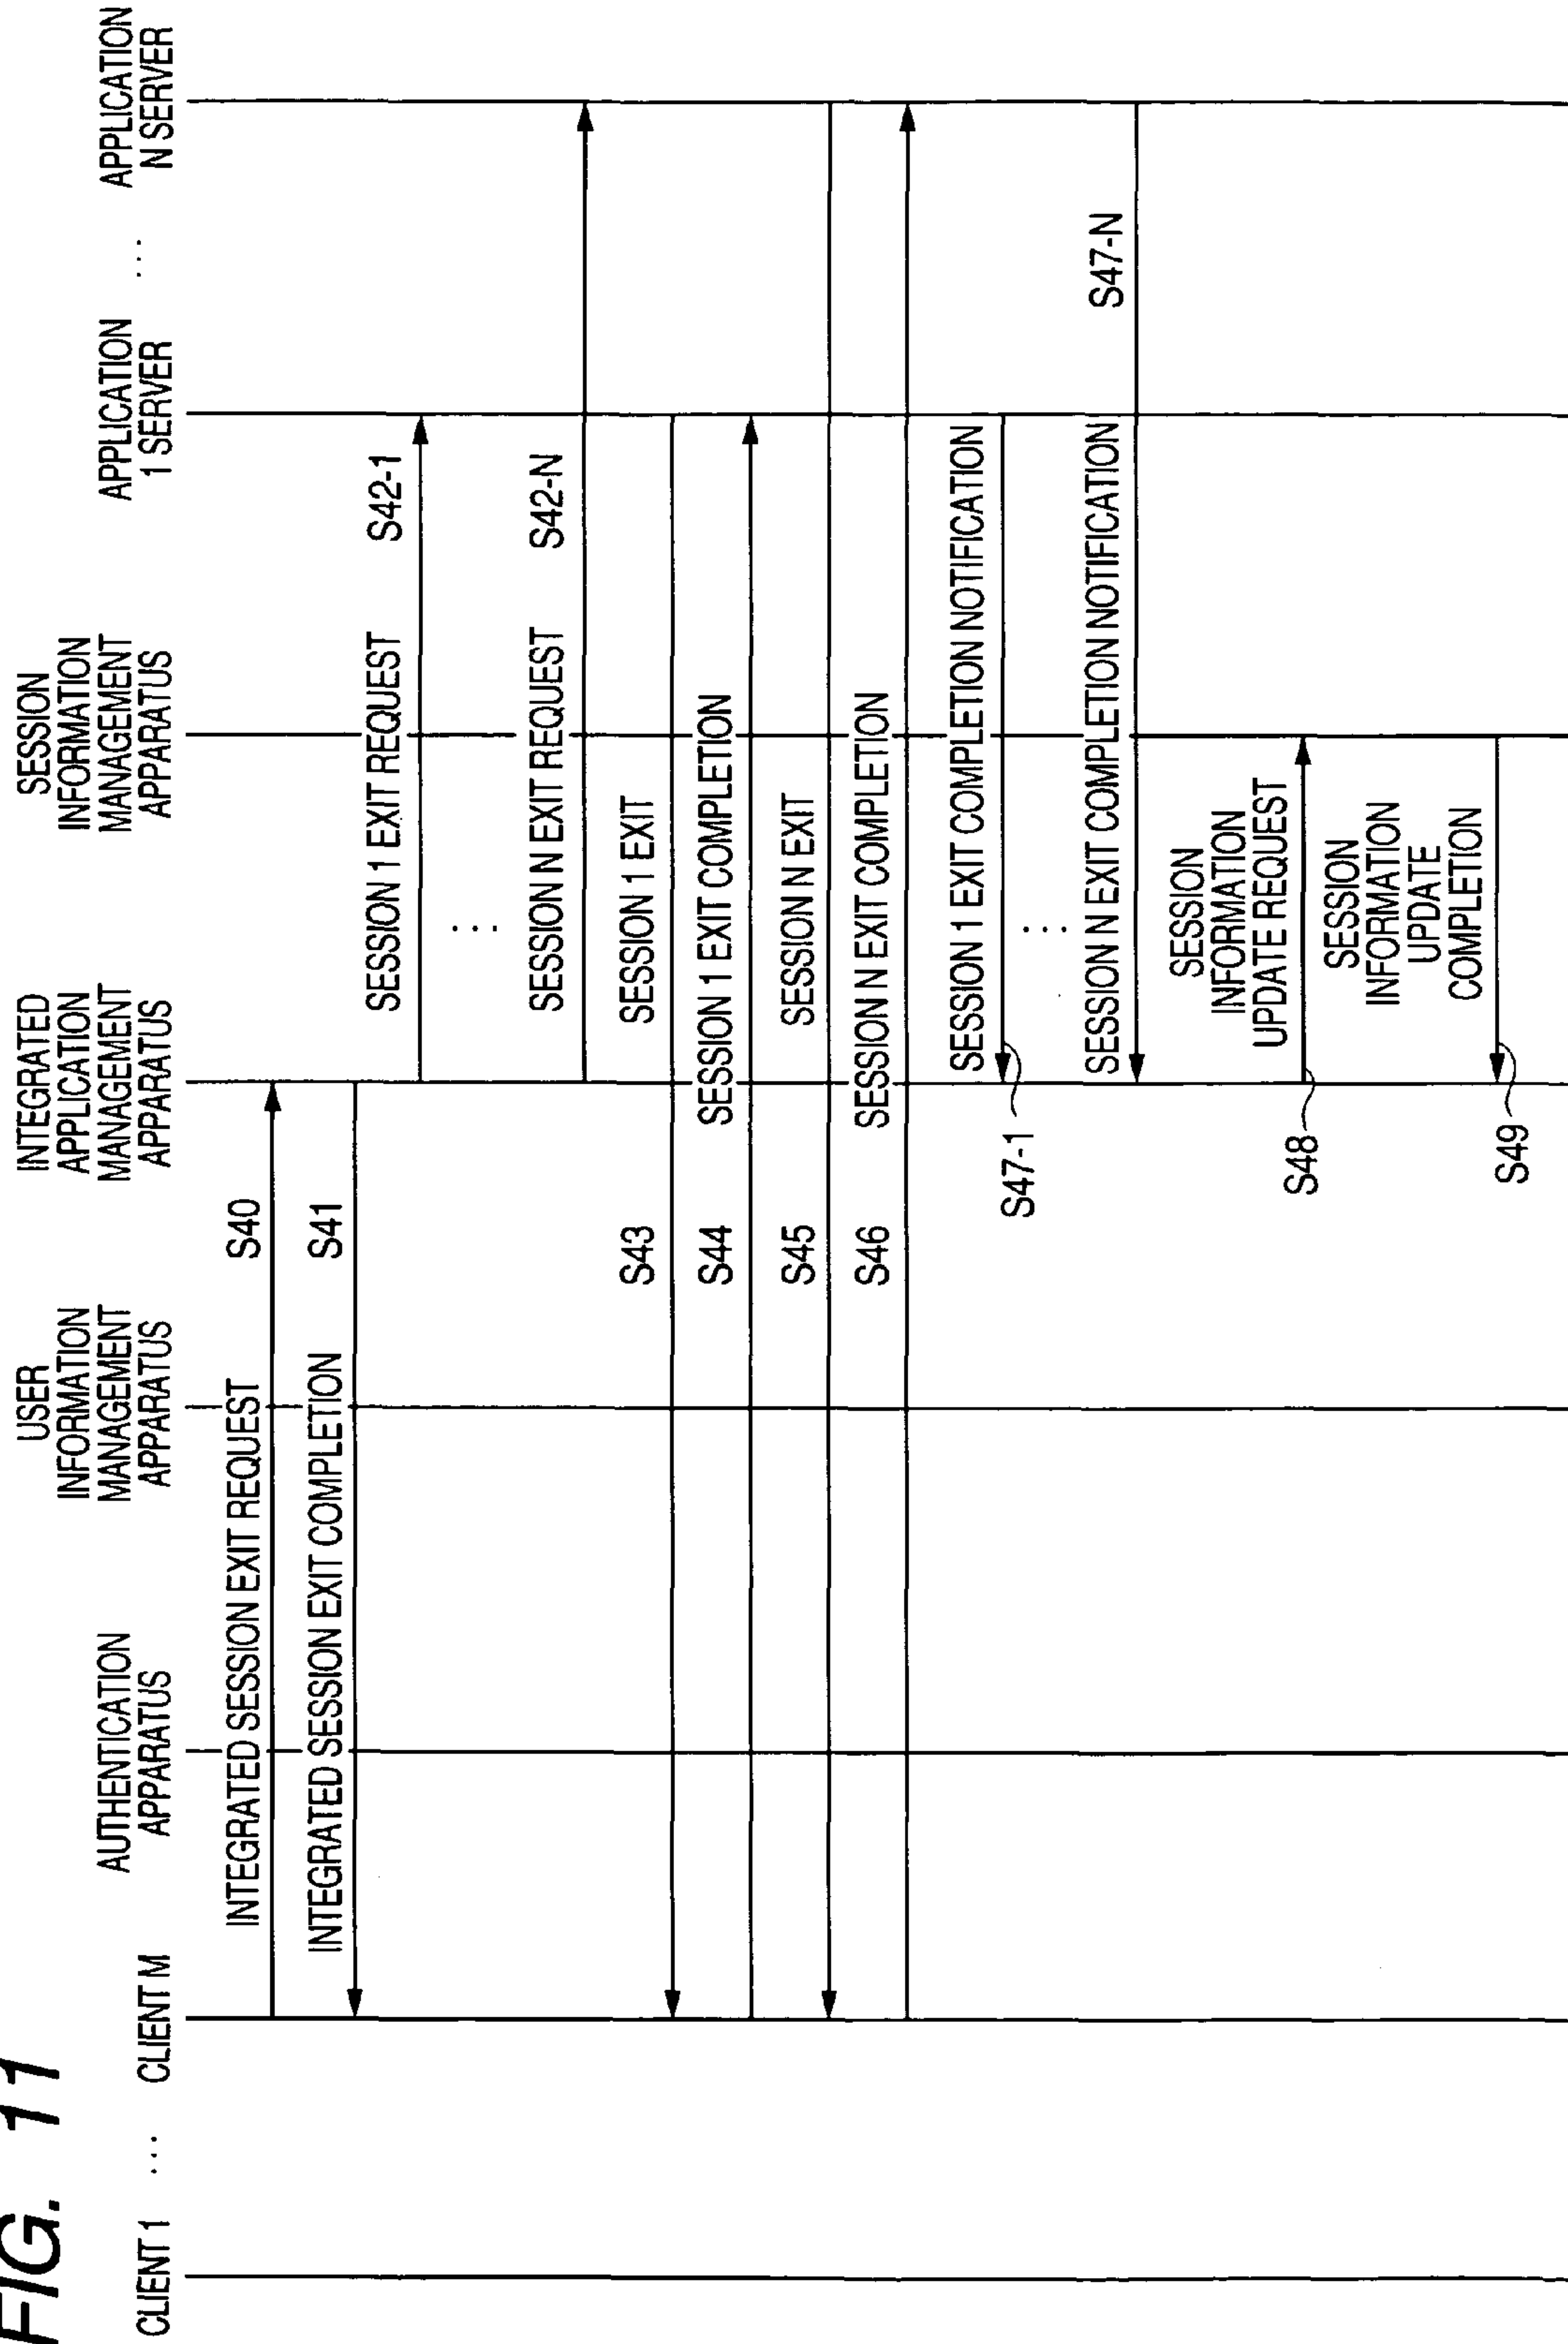 FIG. 11
CLIENT 1
...
CLIENT M
AUTHENTICATION
APPARATUS
USER
INFORMATION
MANAGEMENT
APPARATUS
INTEGRATED
APPLICATION
MANAGEMENT
APPARATUS
SESSION
INFORMATION
MANAGEMENT
APPARATUS
APPLICATION
1 SERVER
...
APPLICATION
N SERVER
INTEGRATED SESSION EXIT REQUEST
S40
INTEGRATED SESSION EXIT COMPLETION
S41
SESSION 1 EXIT REQUEST
S42-1
...
SESSION N EXIT REQUEST
S42-N
S43
SESSION 1 EXIT
S44
SESSION 1 EXIT COMPLETION
S45
SESSION N EXIT
S46
SESSION N EXIT COMPLETION
SESSION 1 EXIT COMPLETION NOTIFICATION
S47-1
...
SESSION N EXIT COMPLETION NOTIFICATION
S47-N
SESSION
INFORMATION
UPDATE REQUEST
S48
SESSION
INFORMATION
UPDATE
COMPLETION
S49